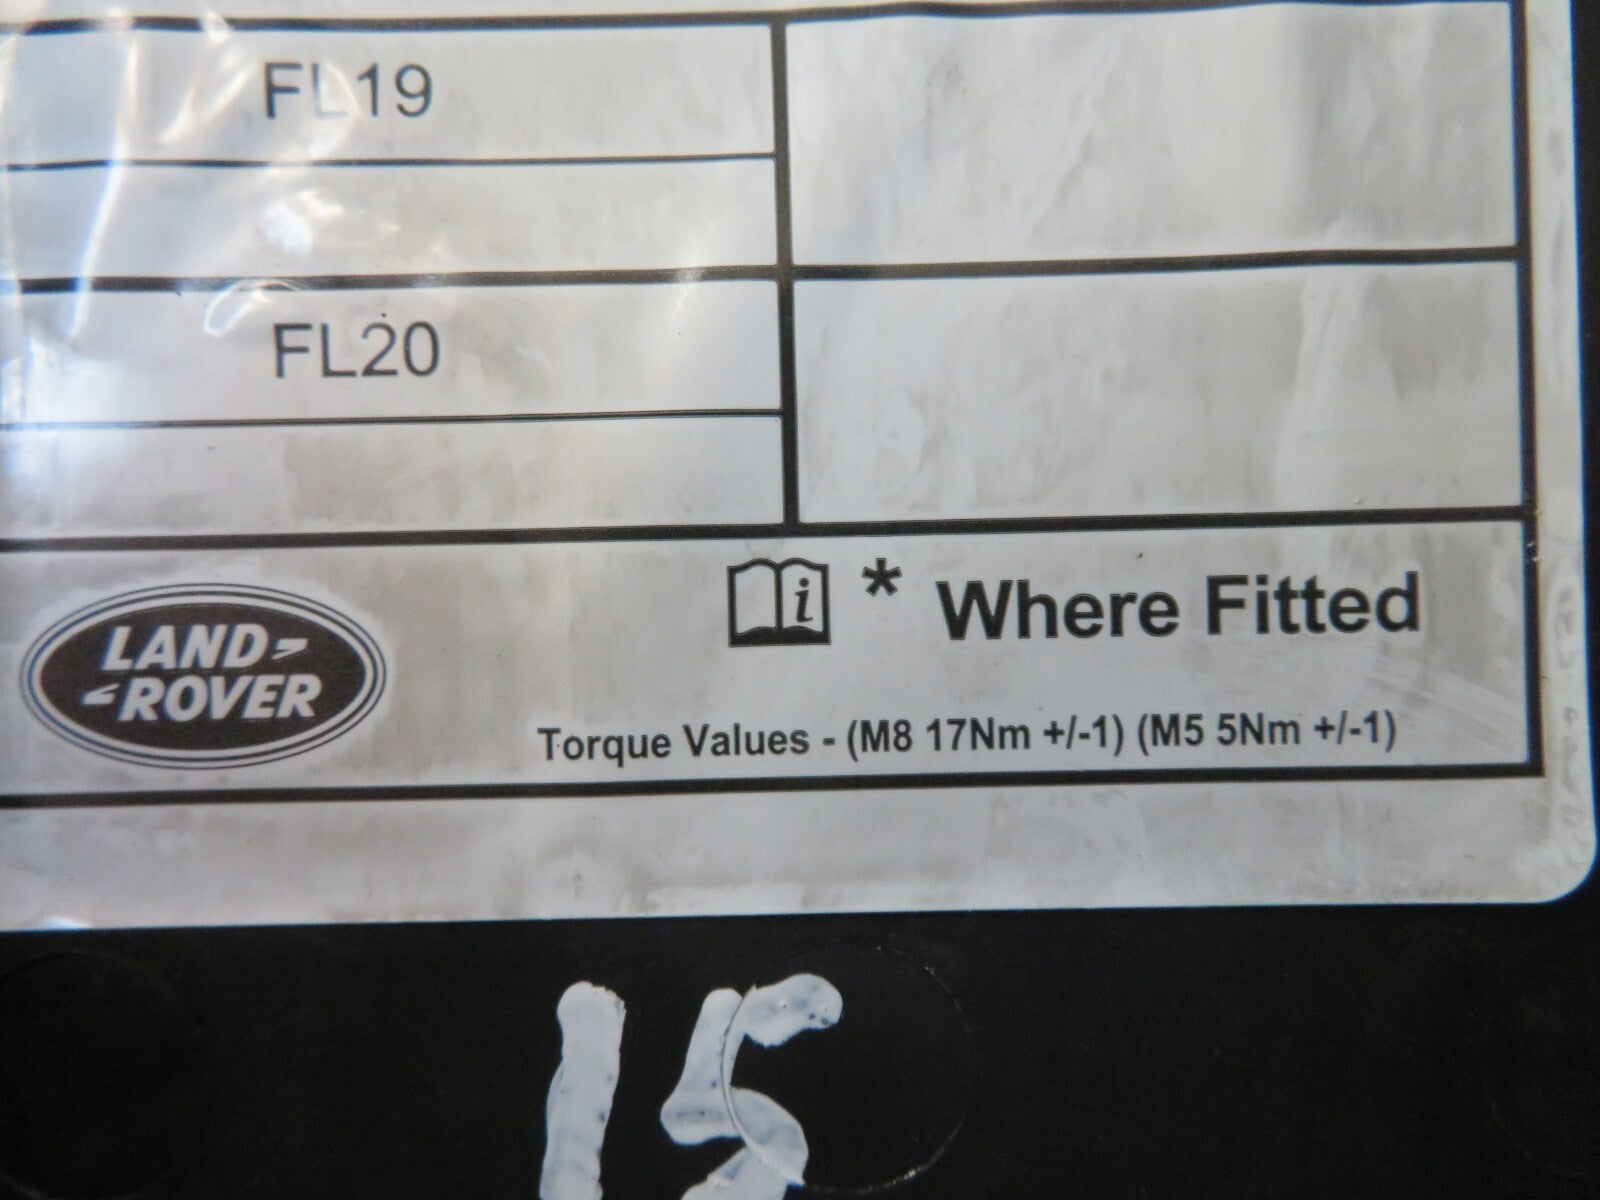 FL19
FL20
LAND
ROVER
i * Where Fitted
Torque Values - (M8 17Nm +/-1) (M5 5Nm +/-1)
15